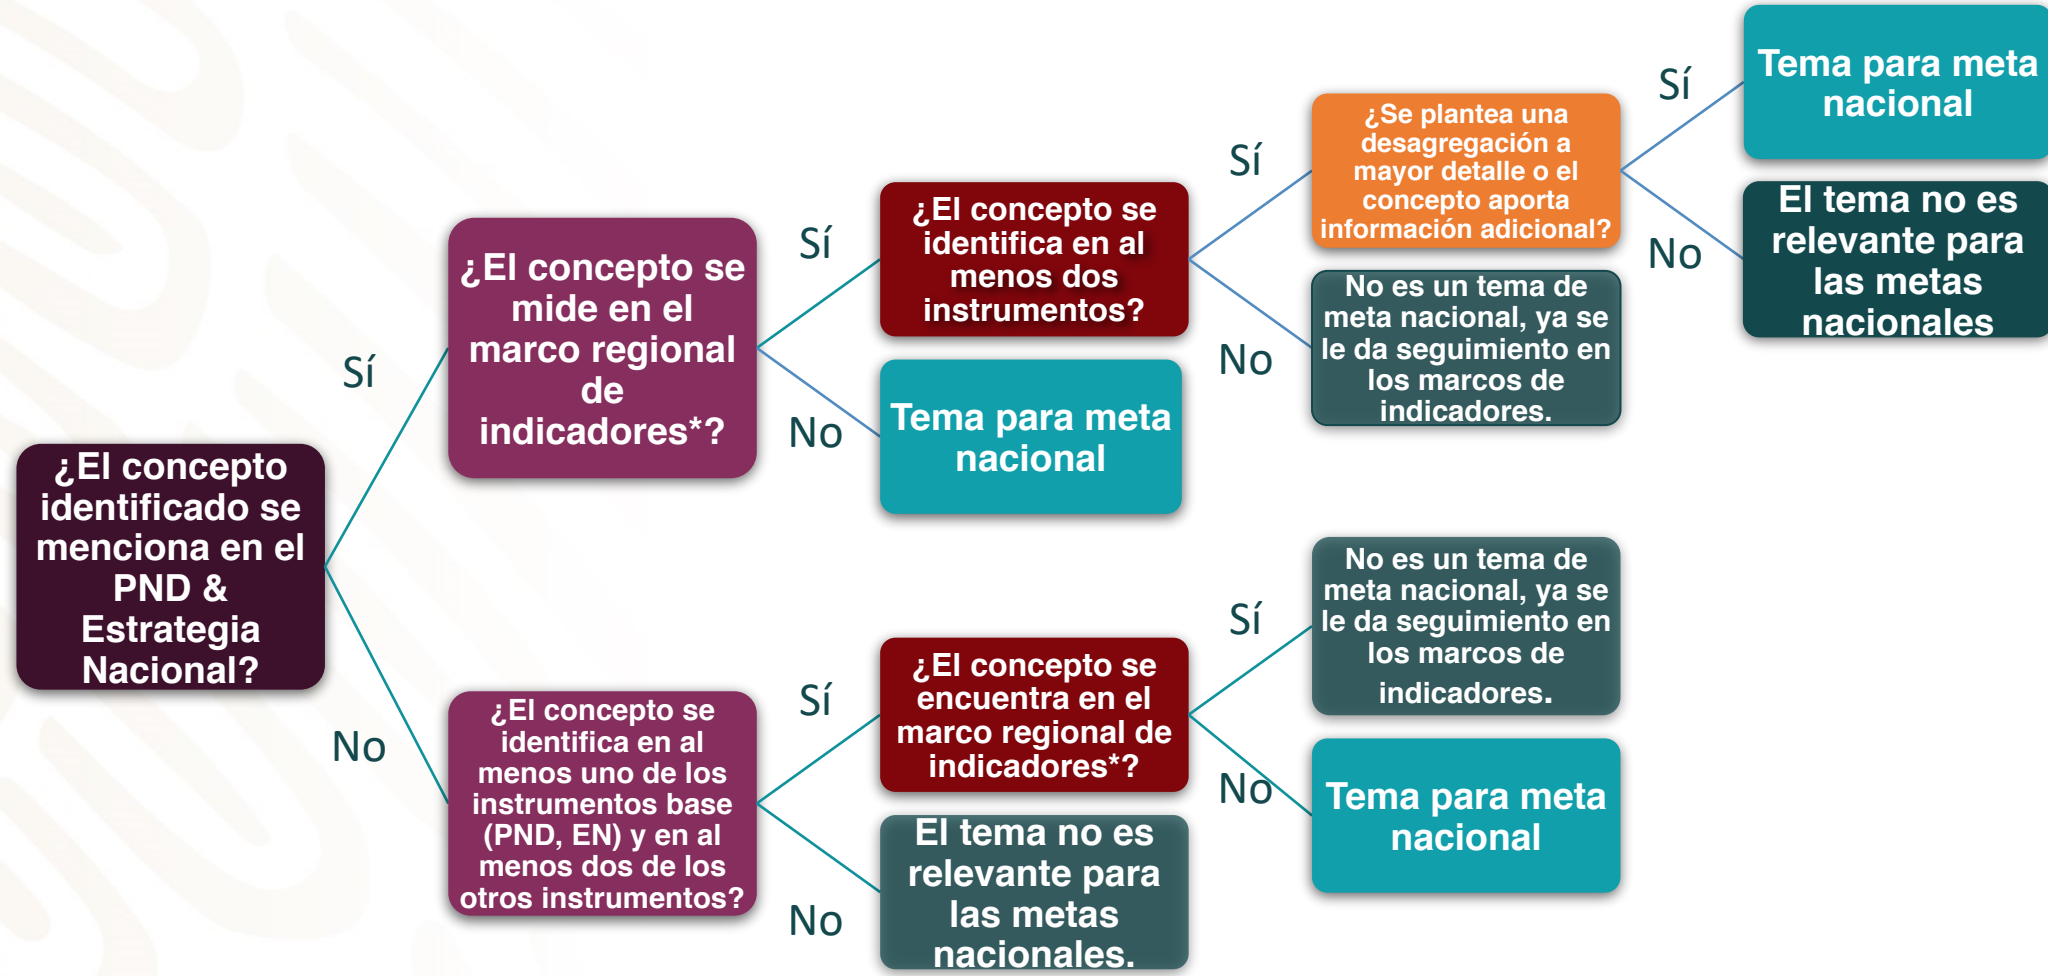 ¿El concepto
identificado se
menciona en el
PND &
Estrategia
Nacional?
Sí
No
¿El concepto se
mide en el
marco regional
de
indicadores*?
Sí
No
¿El concepto se
identifica en al
menos dos
instrumentos?
Sí
No
¿Se plantea una
desagregación a
mayor detalle o el
concepto aporta
información adicional?
Sí
No
Tema para meta
nacional
El tema no es
relevante para
las metas
nacionales
No es un tema de
meta nacional, ya se
le da seguimiento en
los marcos de
indicadores.
Tema para meta
nacional
¿El concepto se
identifica en al
menos uno de los
instrumentos base
(PND, EN) y en al
menos dos de los
otros instrumentos?
Sí
No
¿El concepto se
encuentra en el
marco regional de
indicadores*?
Sí
No
No es un tema de
meta nacional, ya se
le da seguimiento en
los marcos de
indicadores.
Tema para meta
nacional
El tema no es
relevante para
las metas
nacionales.